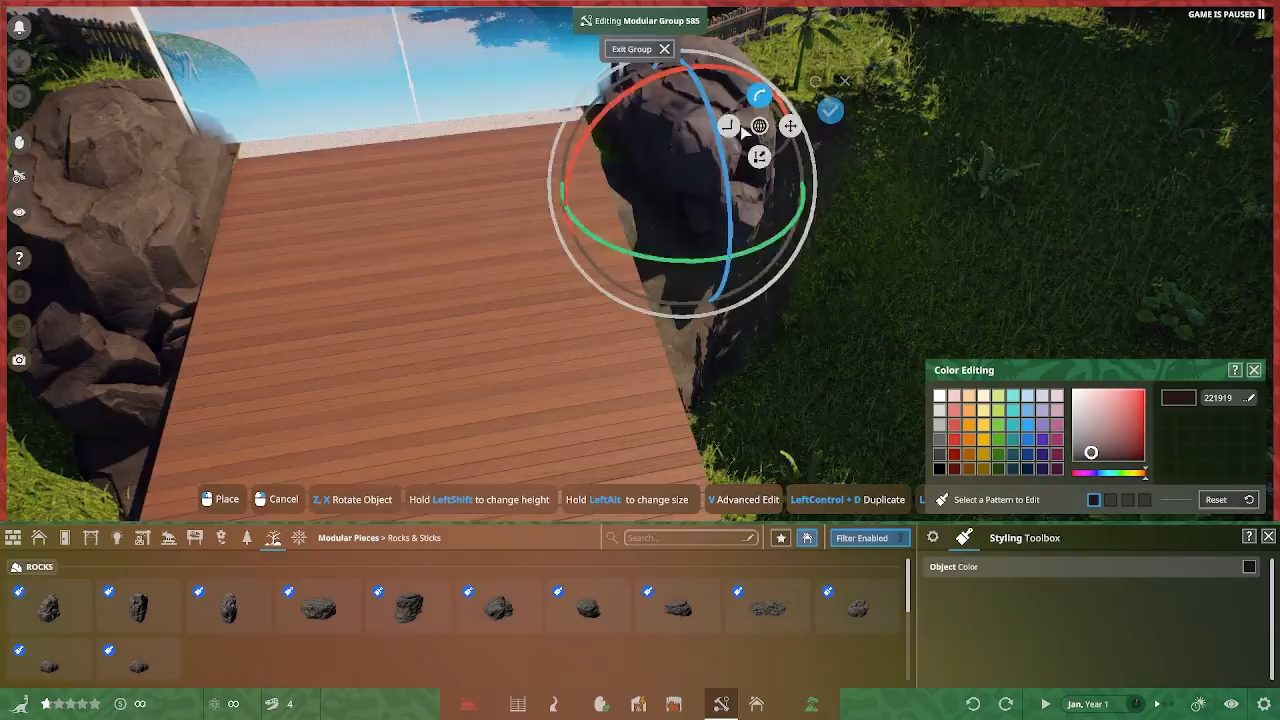 Editing Modular Group 585
GAME IS PAUSED
Exit Group
Color Editing
?
221919
Place
Cancel
Z, X Rotate Object
Hold LeftShift to change height
Hold LeftAlt to change size
V Advanced Edit
LeftControl + D Duplicate
Select a Pattern to Edit
Reset
Modular Pieces > Rocks & Sticks
Search...
Filter Enabled
Styling Toolbox
?
ROCKS
Object Color
?
4
Jan, Year 1